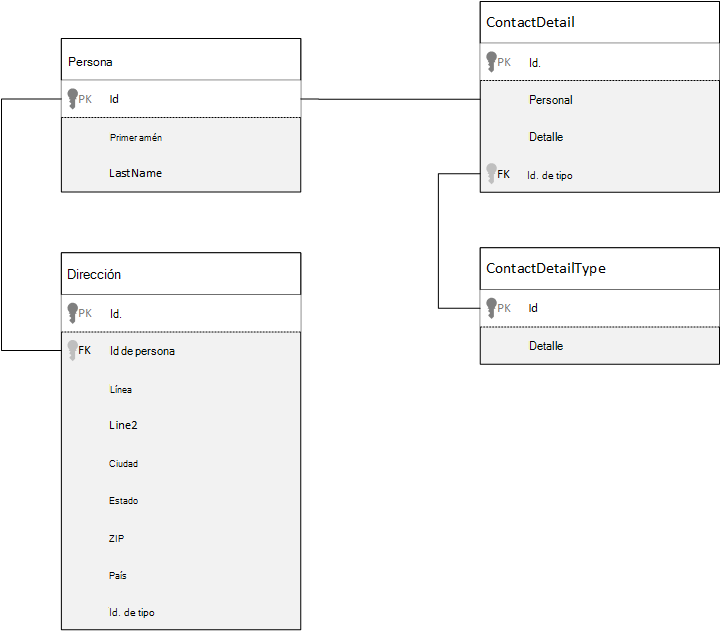 Persona
PK Id
Primer amén
LastName
Dirección
PK Id.
FK Id de persona
Línea
Line2
Ciudad
Estado
ZIP
País
Id. de tipo
ContactDetail
PK Id.
Personal
Detalle
FK Id. de tipo
ContactDetailType
PK Id
Detalle